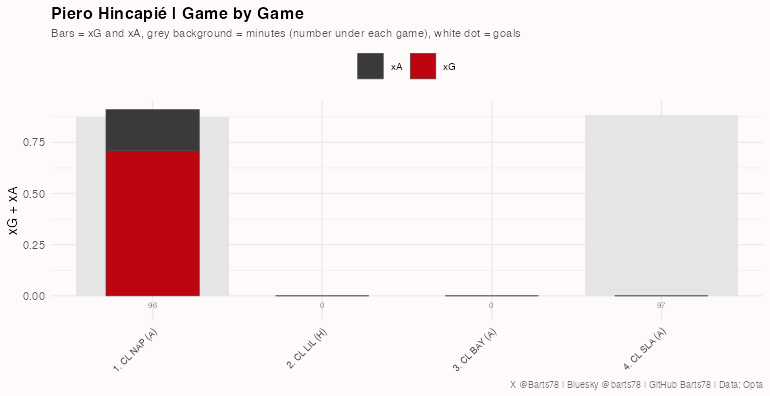 Piero Hincapié | Game by Game
Bars = xG and xA, grey background = minutes (number under each game), white dot = goals
xA xG
xG + xA
0.75
0.50
0.25
0.00
96 0 0 97
1. CL NAP (A) 2. CL LIL (H) 3. CL BAY (A) 4. CL SLA (A)
X @Barts78 | Bluesky @barts78 | GitHub Barts78 | Data: Opta